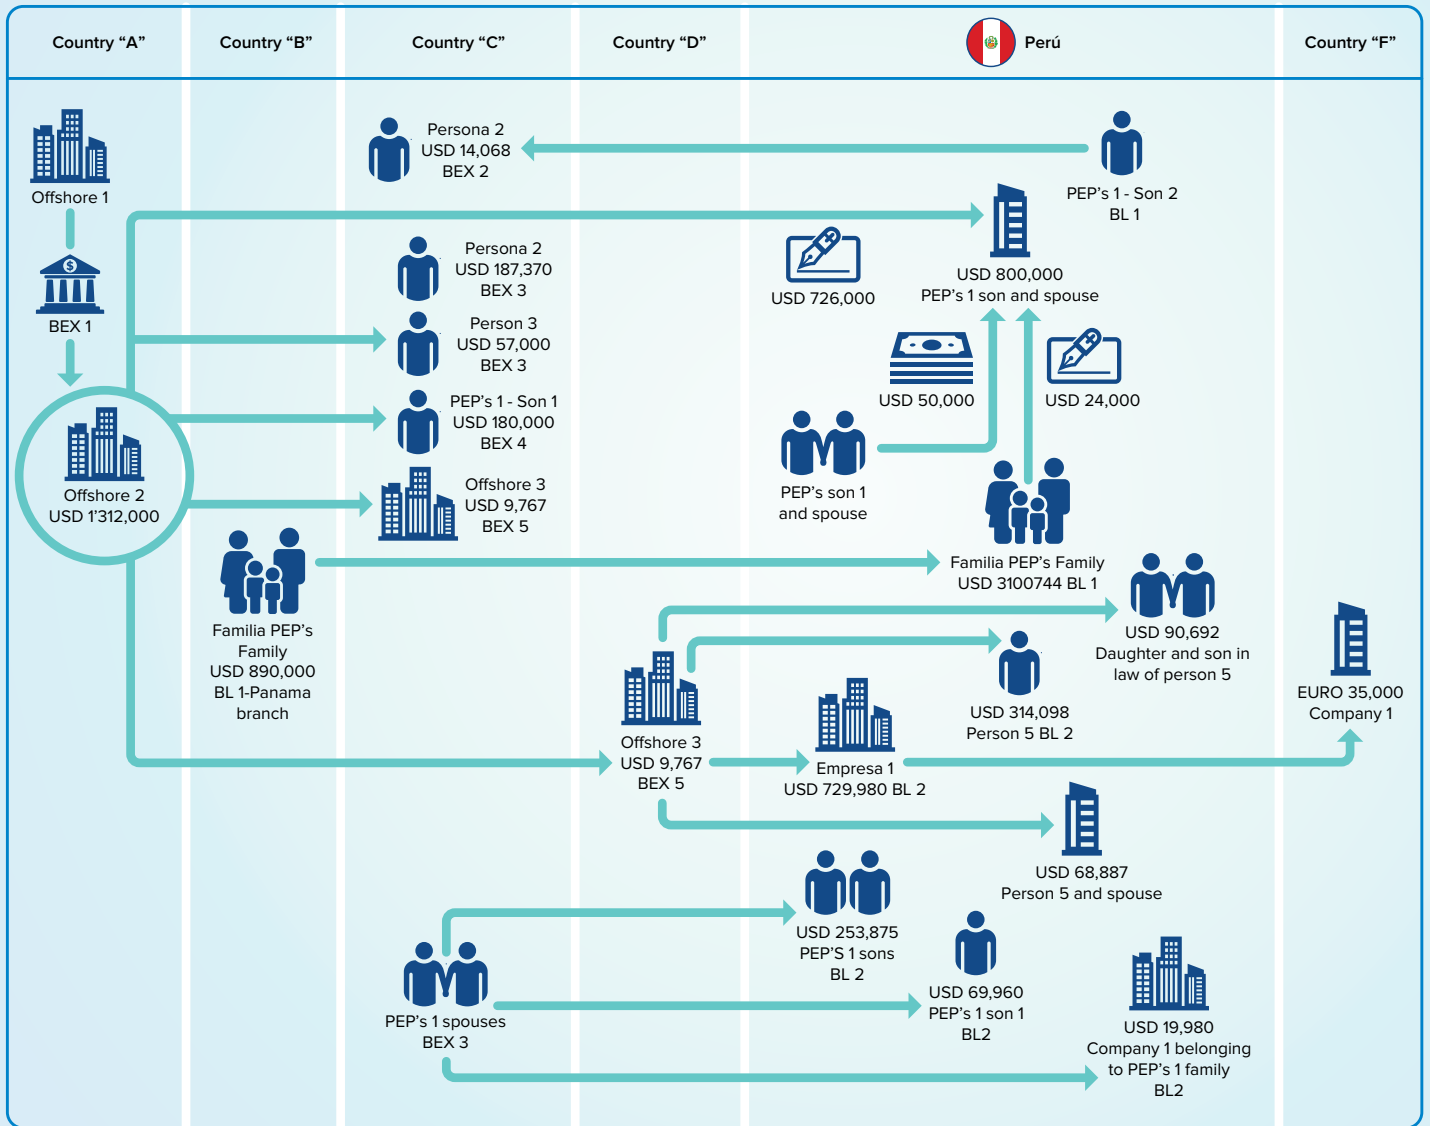 Country “A”
Country “B”
Country “C”
Country “D”
Perú
Country “F”
Offshore 1
BEX 1
Offshore 2
USD 1’312,000
Familia PEP’s
Family
USD 890,000
BL 1-Panama
branch
Persona 2
USD 14,068
BEX 2
Persona 2
USD 187,370
BEX 3
Person 3
USD 57,000
BEX 3
PEP’s 1 - Son 1
USD 180,000
BEX 4
Offshore 3
USD 9,767
BEX 5
PEP’s 1 spouses
BEX 3
Offshore 3
USD 9,767
BEX 5
PEP’s 1 - Son 2
BL 1
USD 726,000
USD 800,000
PEP’s 1 son and spouse
USD 50,000
USD 24,000
PEP’s son 1
and spouse
Familia PEP’s Family
USD 3100744 BL 1
USD 90,692
Daughter and son in
law of person 5
USD 314,098
Person 5 BL 2
Empresa 1
USD 729,980 BL 2
USD 68,887
Person 5 and spouse
USD 253,875
PEP’S 1 sons
BL 2
USD 69,960
PEP’s 1 son 1
BL2
USD 19,980
Company 1 belonging
to PEP’s 1 family
BL2
EURO 35,000
Company 1
$